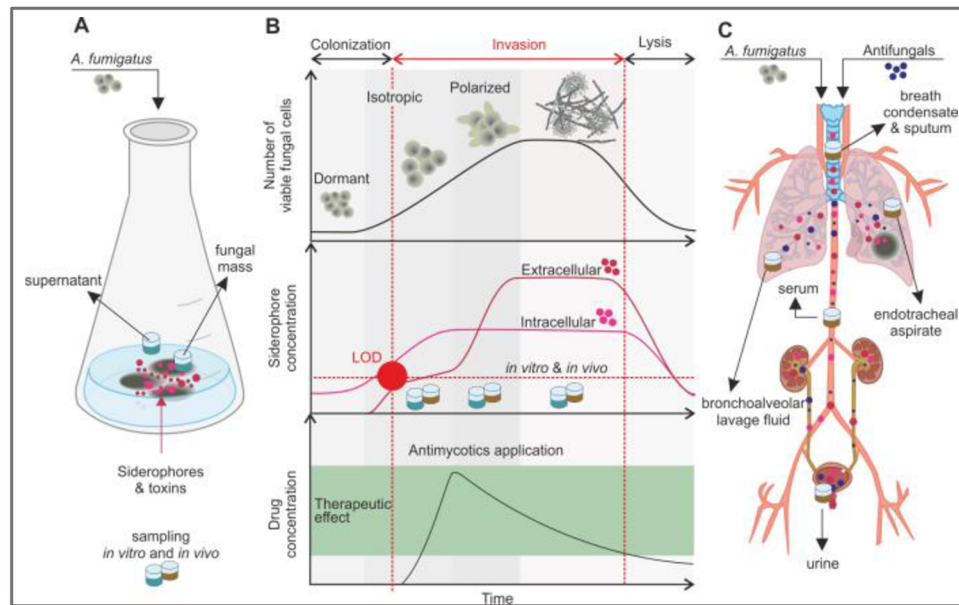 A
A. fumigatus
supernatant
fungal
mass
Siderophores
& toxins
sampling
in vitro and in vivo
B
Colonization
Invasion
Lysis
Number of
viable fungal cells
Dormant
Isotropic
Polarized
Siderophore
concentration
Extracellular
Intracellular
LOD
in vitro & in vivo
Drug
concentration
Antimycotics application
Therapeutic
effect
Time
C
A. fumigatus
Antifungals
breath
condensate
& sputum
serum
endotracheal
aspirate
bronchoalveolar
lavage fluid
urine